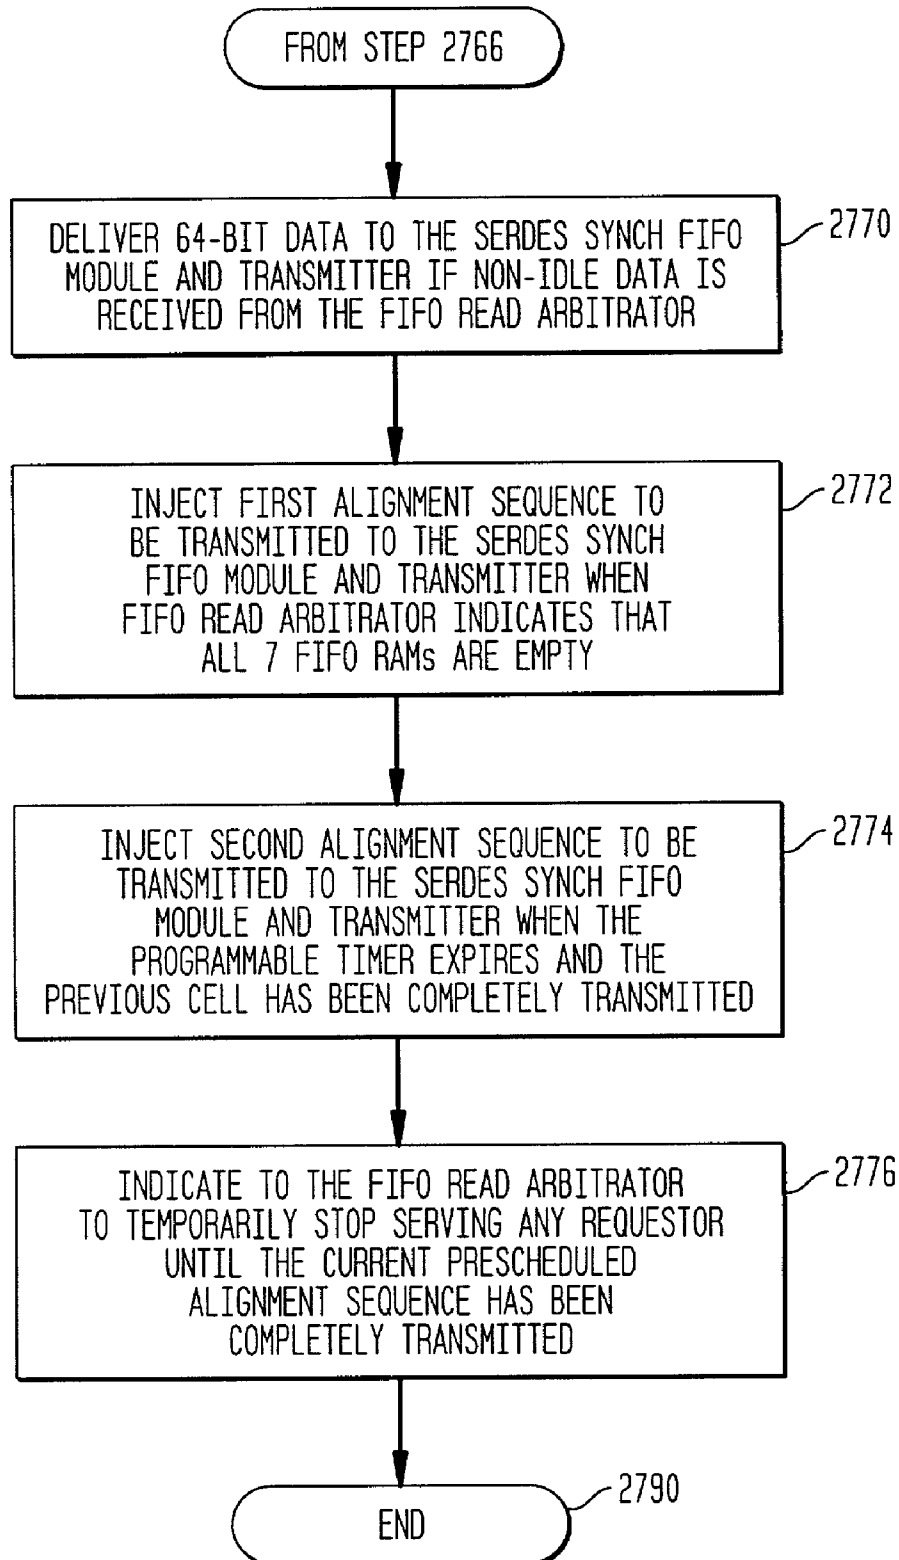 FROM STEP 2766
DELIVER 64-BIT DATA TO THE SERDES SYNCH FIFO
MODULE AND TRANSMITTER IF NON-IDLE DATA IS
RECEIVED FROM THE FIFO READ ARBITRATOR
2770
INJECT FIRST ALIGNMENT SEQUENCE TO
BE TRANSMITTED TO THE SERDES SYNCH
FIFO MODULE AND TRANSMITTER WHEN
FIFO READ ARBITRATOR INDICATES THAT
ALL 7 FIFO RAMs ARE EMPTY
2772
INJECT SECOND ALIGNMENT SEQUENCE TO BE
TRANSMITTED TO THE SERDES SYNCH FIFO
MODULE AND TRANSMITTER WHEN THE
PROGRAMMABLE TIMER EXPIRES AND THE
PREVIOUS CELL HAS BEEN COMPLETELY TRANSMITTED
2774
INDICATE TO THE FIFO READ ARBITRATOR
TO TEMPORARILY STOP SERVING ANY REQUESTOR
UNTIL THE CURRENT PRESCHEDULED
ALIGNMENT SEQUENCE HAS BEEN
COMPLETELY TRANSMITTED
2776
END
2790